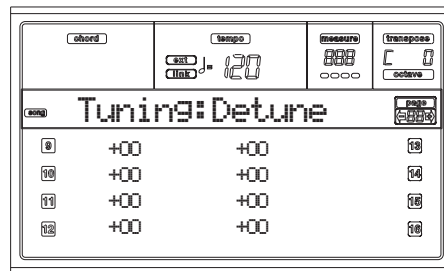 chord tempo measure transpose
ext link ♩= 120 888 C 0
octave
song Tuning:Detune page 88
9 +00 +00 13
10 +00 +00 14
11 +00 +00 15
12 +00 +00 16